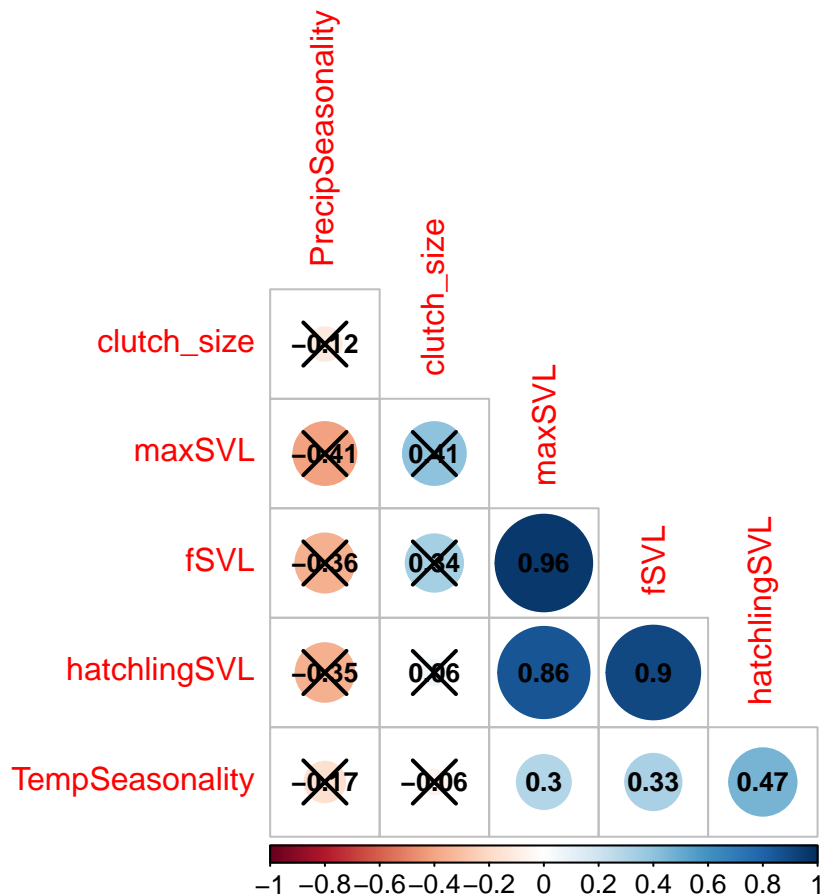 PrecipSeasonality
clutch_size
maxSVL
fSVL
hatchlingSVL
clutch_size −0.12
maxSVL −0.41 0.41
fSVL −0.36 0.34 0.96
hatchlingSVL −0.35 0.06 0.86 0.9
TempSeasonality −0.17 −0.06 0.3 0.33 0.47
−1 −0.8 −0.6 −0.4 −0.2 0 0.2 0.4 0.6 0.8 1